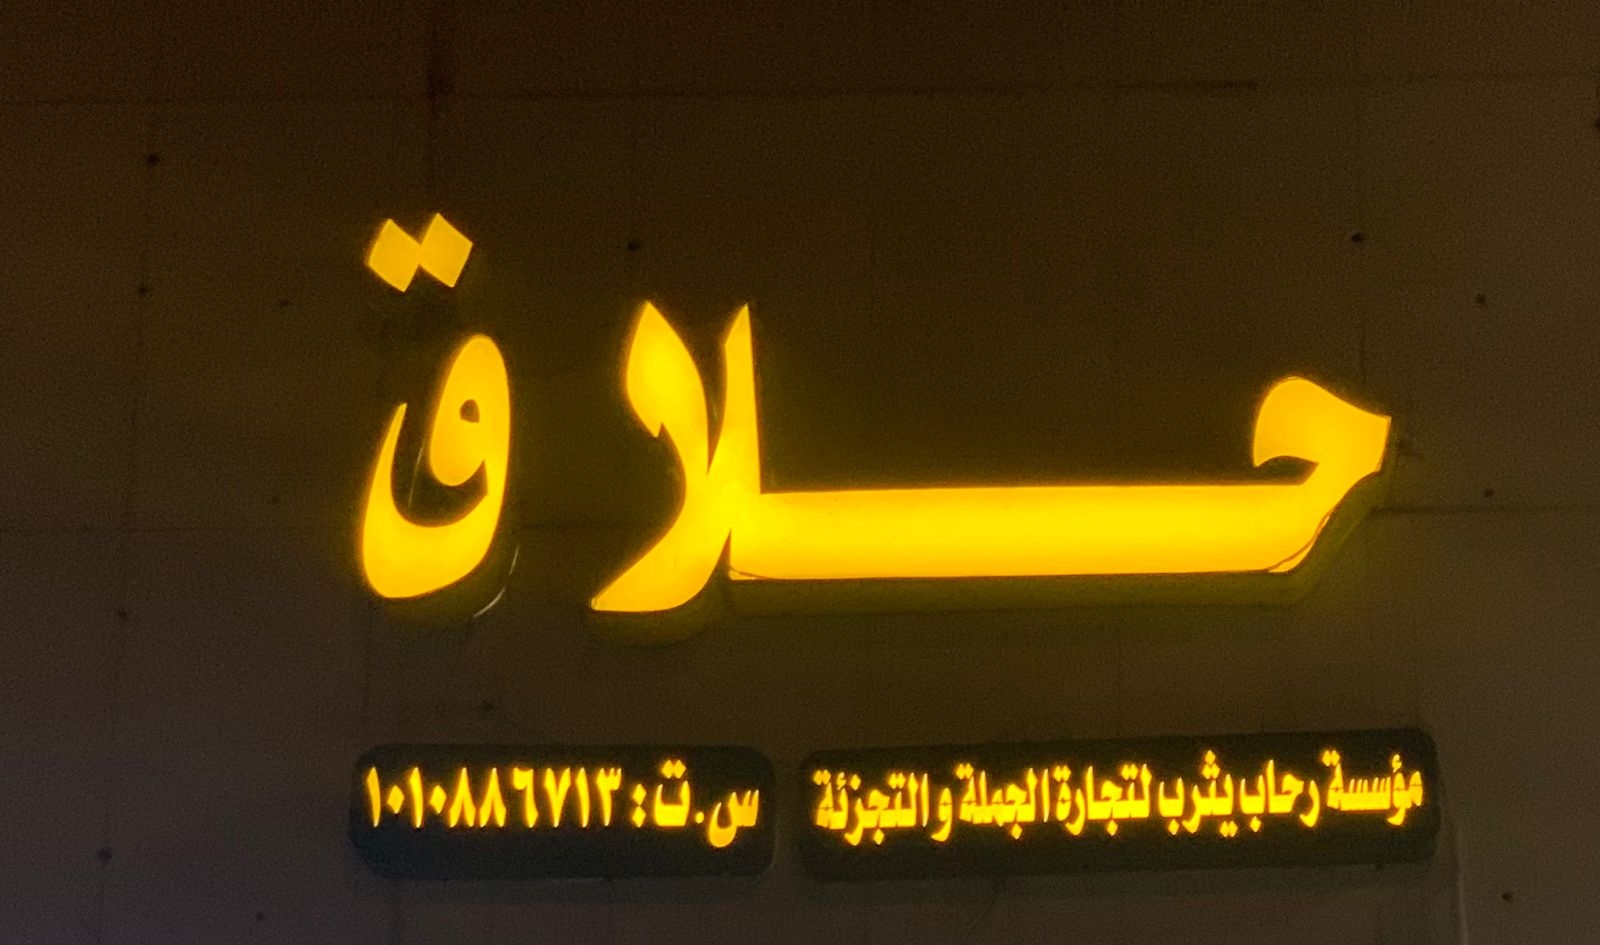 حلاق
مؤسسة رحاب يثرب لتجارة الجملة و التجزئة
س.ت: ١٠١٠٨٨٦٧١٣